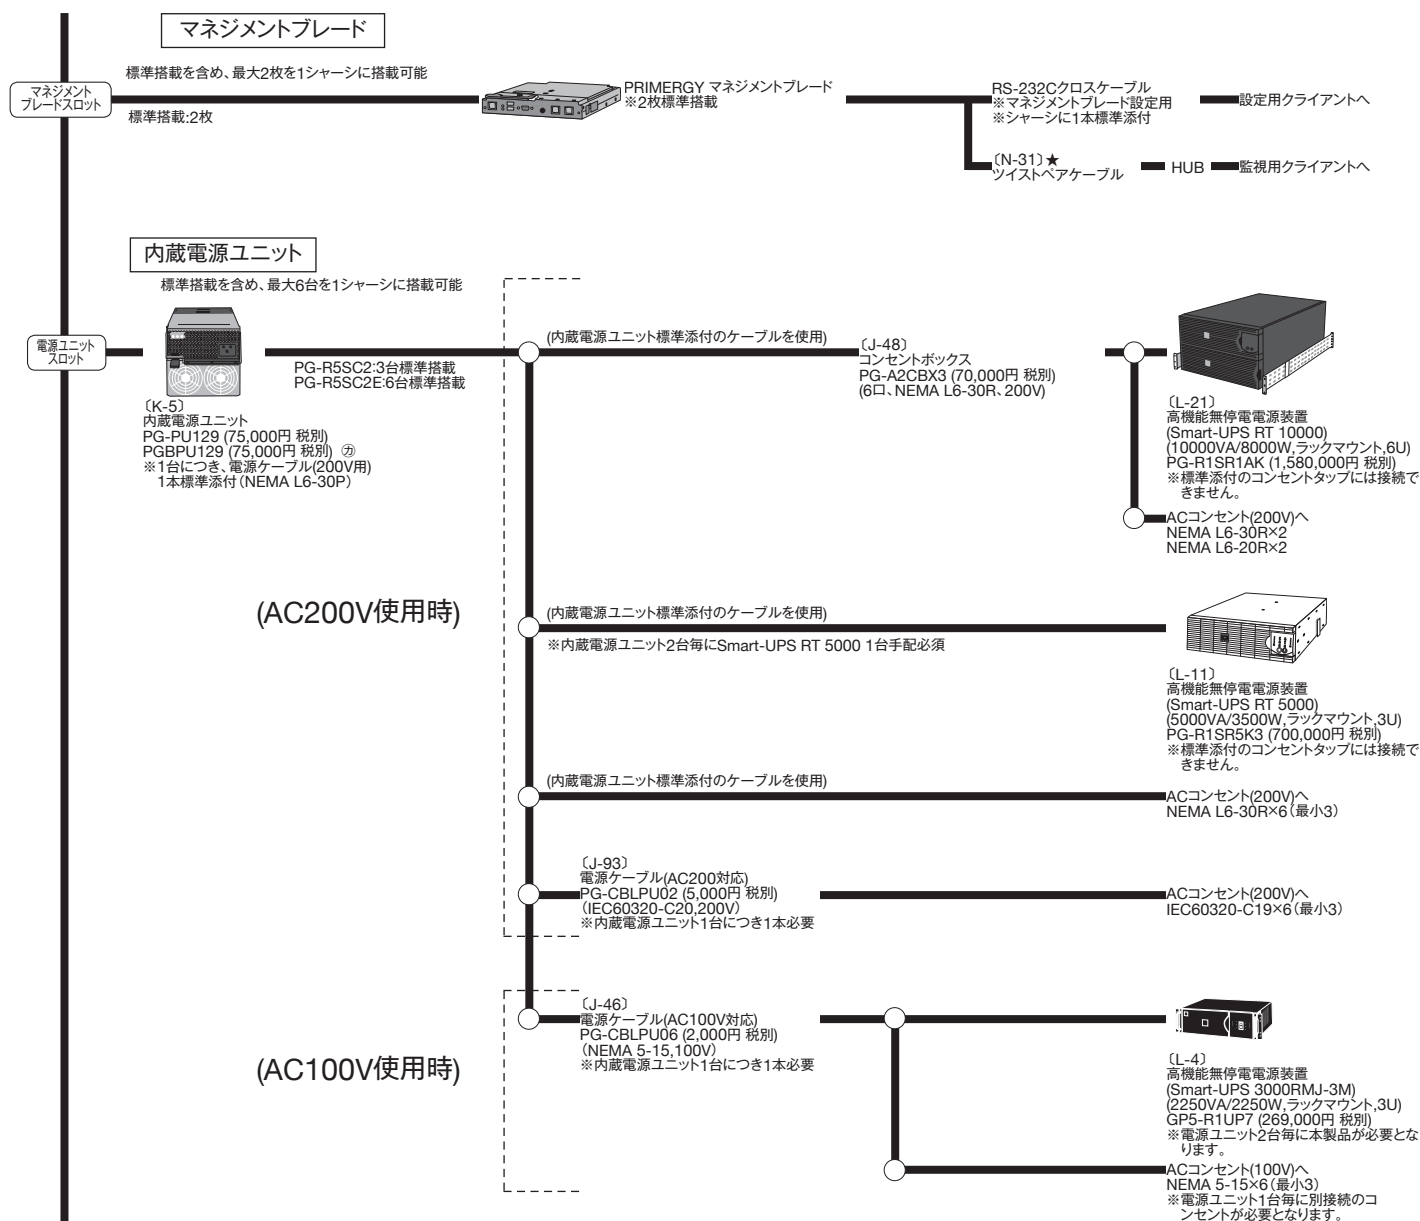 マネジメントブレード
標準搭載を含め、最大2枚を1シャーシに搭載可能
マネジメント
ブレードスロット
標準搭載:2枚
PRIMERGY マネジメントブレード
※2枚標準搭載
RS-232Cクロスケーブル
※マネジメントブレード設定用
※シャーシに1本標準添付
設定用クライアントへ
〔N-31〕★
ツイストペアケーブル
HUB
監視用クライアントへ
内蔵電源ユニット
標準搭載を含め、最大6台を1シャーシに搭載可能
電源ユニット
スロット
PG-R5SC2:3台標準搭載
PG-R5SC2E:6台標準搭載
〔K-5〕
内蔵電源ユニット
PG-PU129 (75,000円 税別)
PGBPU129 (75,000円 税別) ㋕
※1台につき、電源ケーブル(200V用)
1本標準添付(NEMA L6-30P)
(内蔵電源ユニット標準添付のケーブルを使用)
〔J-48〕
コンセントボックス
PG-A2CBX3 (70,000円 税別)
(6口、NEMA L6-30R、200V)
〔L-21〕
高機能無停電電源装置
(Smart-UPS RT 10000)
(10000VA/8000W,ラックマウント,6U)
PG-R1SR1AK (1,580,000円 税別)
※標準添付のコンセントタップには接続で
きません。
ACコンセント(200V)へ
NEMA L6-30R×2
NEMA L6-20R×2
(AC200V使用時)
(内蔵電源ユニット標準添付のケーブルを使用)
※内蔵電源ユニット2台毎にSmart-UPS RT 5000 1台手配必須
〔L-11〕
高機能無停電電源装置
(Smart-UPS RT 5000)
(5000VA/3500W,ラックマウント,3U)
PG-R1SR5K3 (700,000円 税別)
※標準添付のコンセントタップには接続で
きません。
(内蔵電源ユニット標準添付のケーブルを使用)
ACコンセント(200V)へ
NEMA L6-30R×6(最小3)
〔J-93〕
電源ケーブル(AC200対応)
PG-CBLPU02 (5,000円 税別)
(IEC60320-C20,200V)
※内蔵電源ユニット1台につき1本必要
ACコンセント(200V)へ
IEC60320-C19×6(最小3)
(AC100V使用時)
〔J-46〕
電源ケーブル(AC100V対応)
PG-CBLPU06 (2,000円 税別)
(NEMA 5-15,100V)
※内蔵電源ユニット1台につき1本必要
〔L-4〕
高機能無停電電源装置
(Smart-UPS 3000RMJ-3M)
(2250VA/2250W,ラックマウント,3U)
GP5-R1UP7 (269,000円 税別)
※電源ユニット2台毎に本製品が必要とな
ります。
ACコンセント(100V)へ
NEMA 5-15×6(最小3)
※電源ユニット1台毎に別接続のコ
ンセントが必要となります。